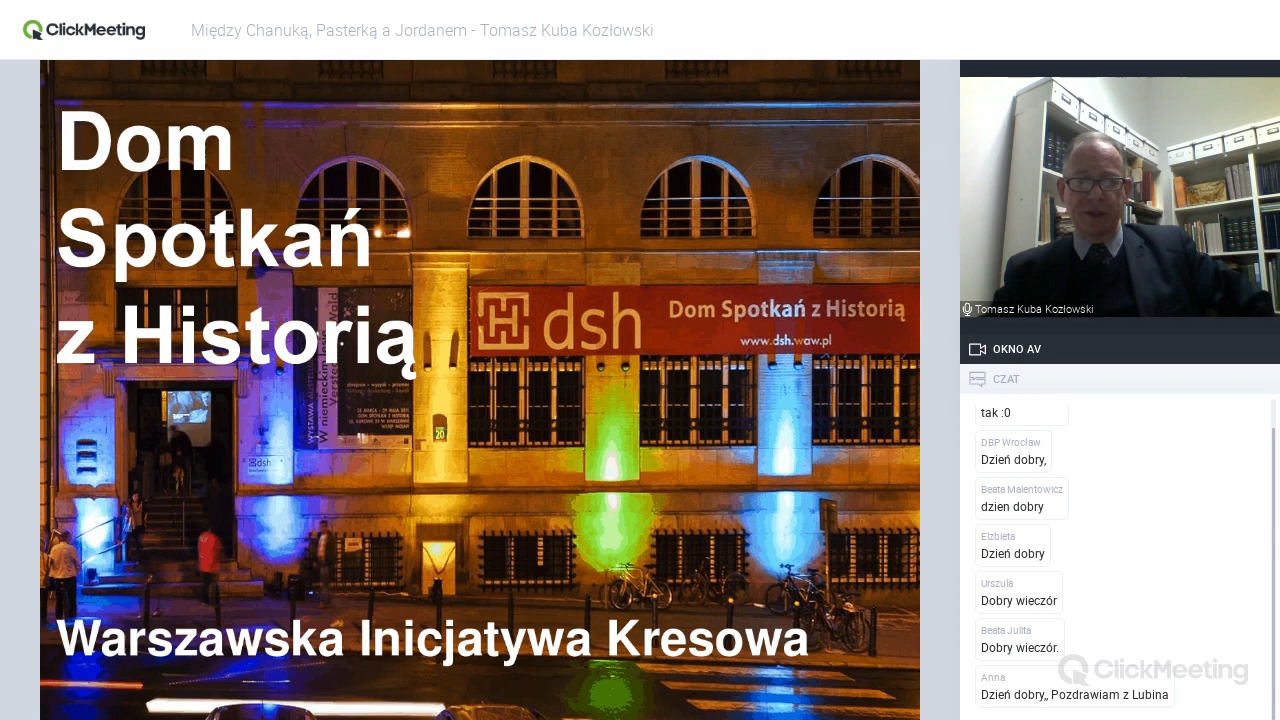 ClickMeeting
Między Chanuką, Pasterką a Jordanem - Tomasz Kuba Kozłowski
Dom
Spotkań
z Historią
dsh
Dom Spotkań z Historią
www.dsh.waw.pl
20
dsh
Warszawska Inicjatywa Kresowa
Tomasz Kuba Kozłowski
OKNO AV
CZAT
tak :0
DBP Wrocław
Dzień dobry,
Beata Malentowicz
dzien dobry
Elzbieta
Dzień dobry
Urszula
Dobry wieczór
Beata Julita
Dobry wieczór.
ClickMeeting
Anna
Dzień dobry,, Pozdrawiam z Lubina